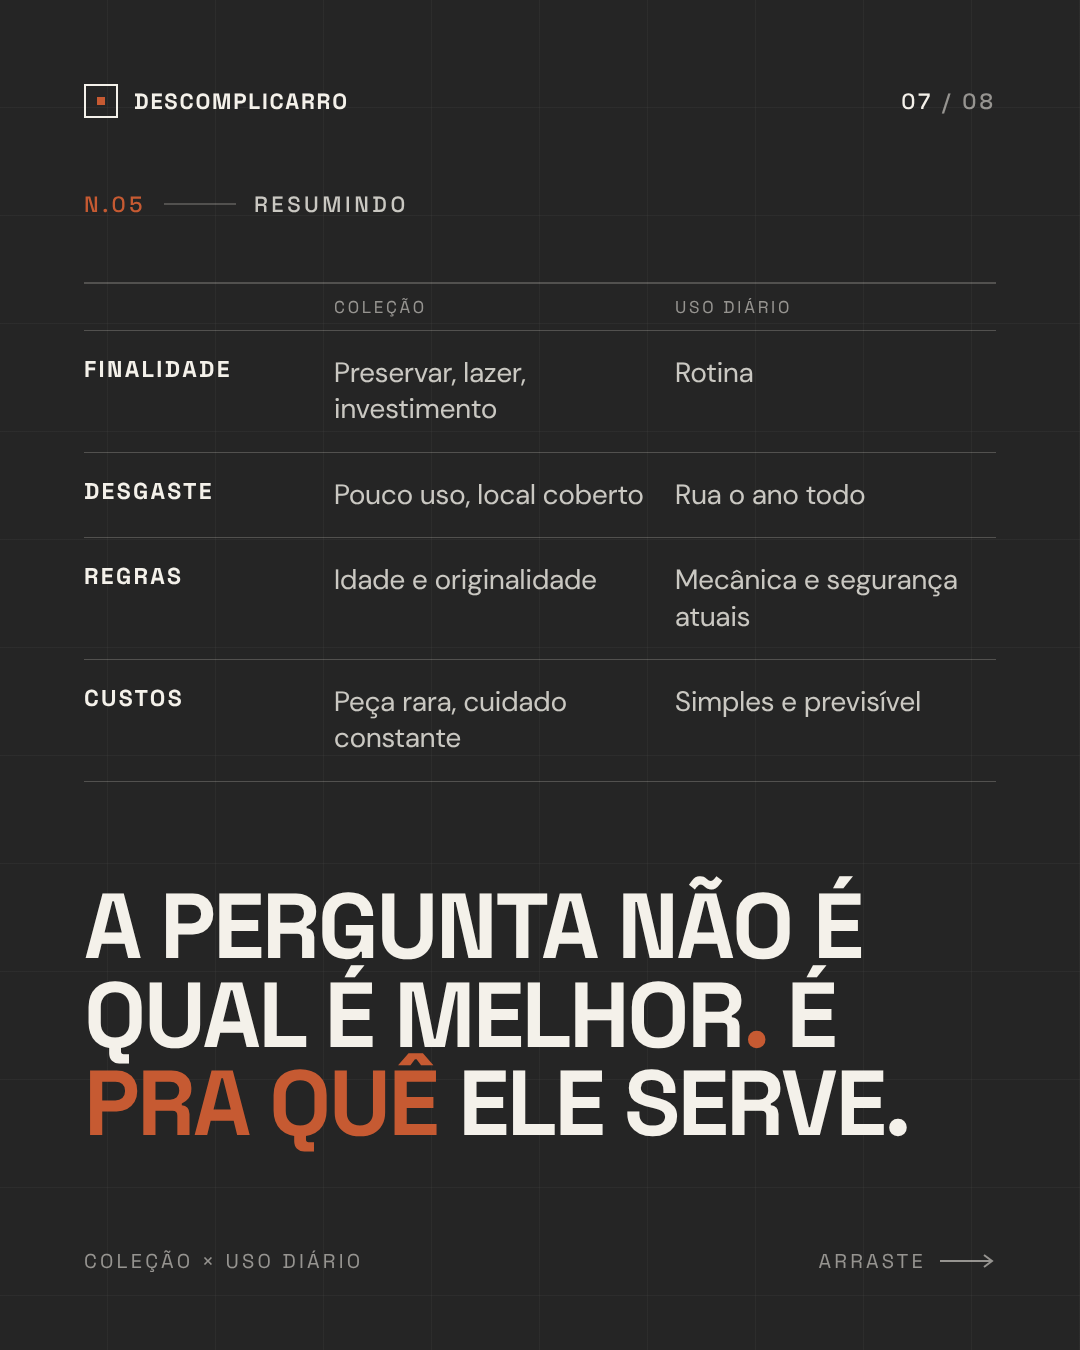 DESCOMPLICARRO
07 / 08
N.05 RESUMINDO
COLEÇÃO USO DIÁRIO
FINALIDADE Preservar, lazer, Rotina
investimento
DESGASTE Pouco uso, local coberto Rua o ano todo
REGRAS Idade e originalidade Mecânica e segurança
atuais
CUSTOS Peça rara, cuidado Simples e previsível
constante
A PERGUNTA NÃO É
QUAL É MELHOR. É
PRA QUÊ ELE SERVE.
COLEÇÃO × USO DIÁRIO
ARRASTE →